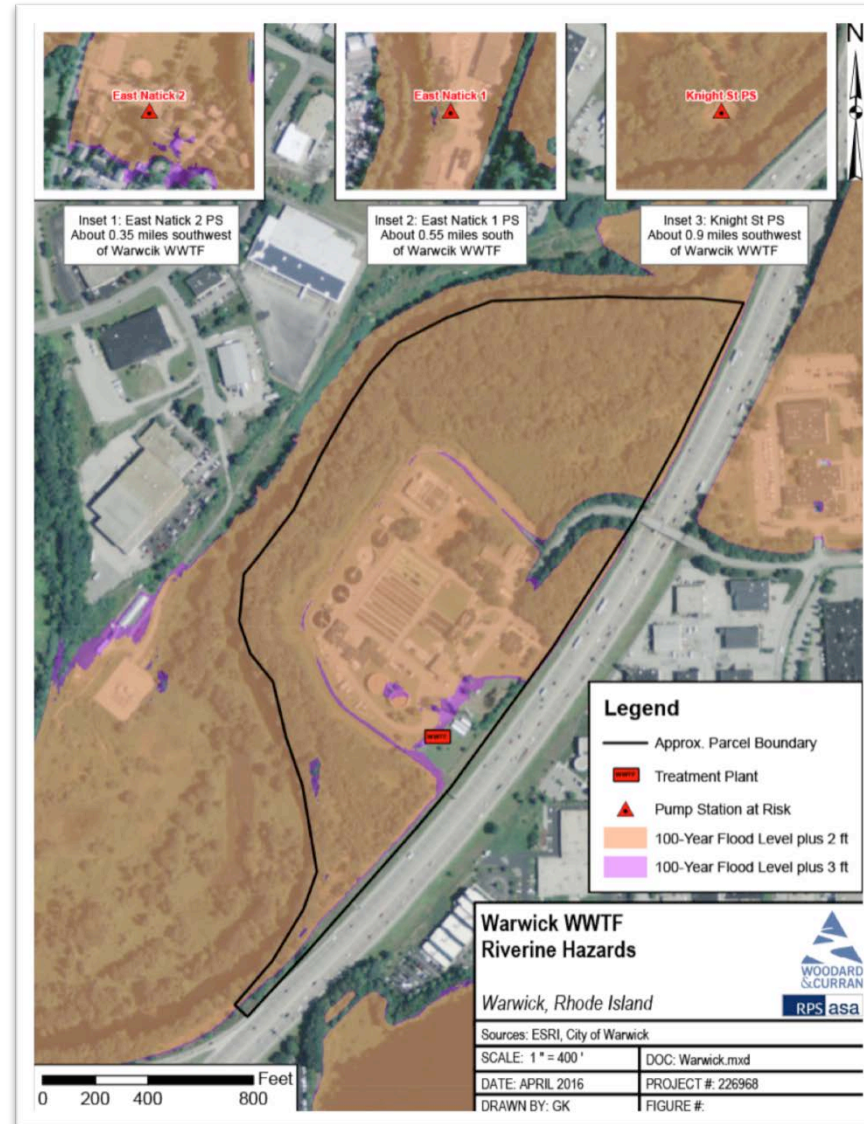 N
East Natick 2
East Natick 1
Knight St PS
Inset 1: East Natick 2 PS
About 0.35 miles southwest
of Warwcik WWTF
Inset 2: East Natick 1 PS
About 0.55 miles south
of Warwcik WWTF
Inset 3: Knight St PS
About 0.9 miles southwest
of Warwcik WWTF
WWTF
Legend
Approx. Parcel Boundary
WWTF
Treatment Plant
Pump Station at Risk
100-Year Flood Level plus 2 ft
100-Year Flood Level plus 3 ft
Warwick WWTF
Riverine Hazards
Warwick, Rhode Island
WOODARD
&CURRAN
RPS asa
Sources: ESRI, City of Warwick
SCALE: 1 " = 400 '
DOC: Warwick.mxd
DATE: APRIL 2016
PROJECT #: 226968
DRAWN BY: GK
FIGURE #:
Feet
0 200 400 800